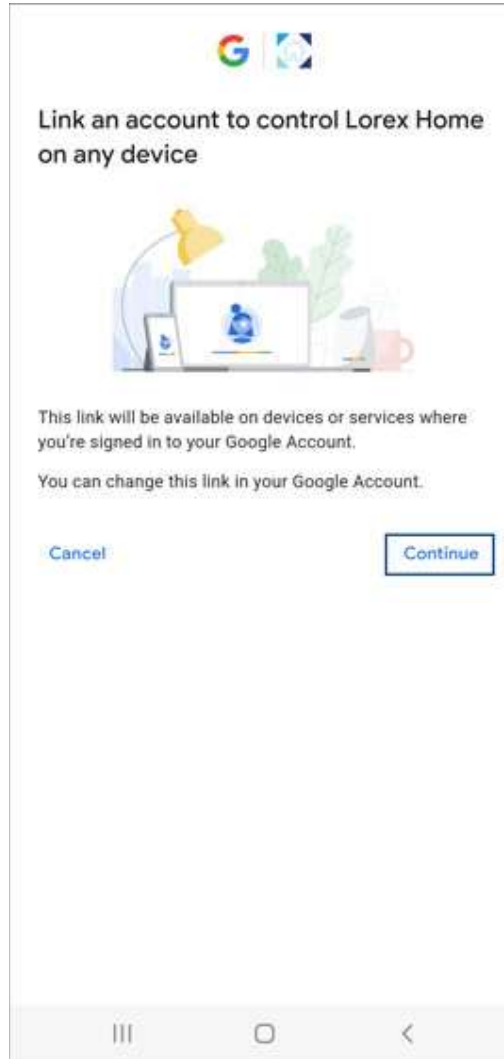 Link an account to control Lorex Home
on any device
This link will be available on devices or services where
you're signed in to your Google Account.
You can change this link in your Google Account.
Cancel
Continue